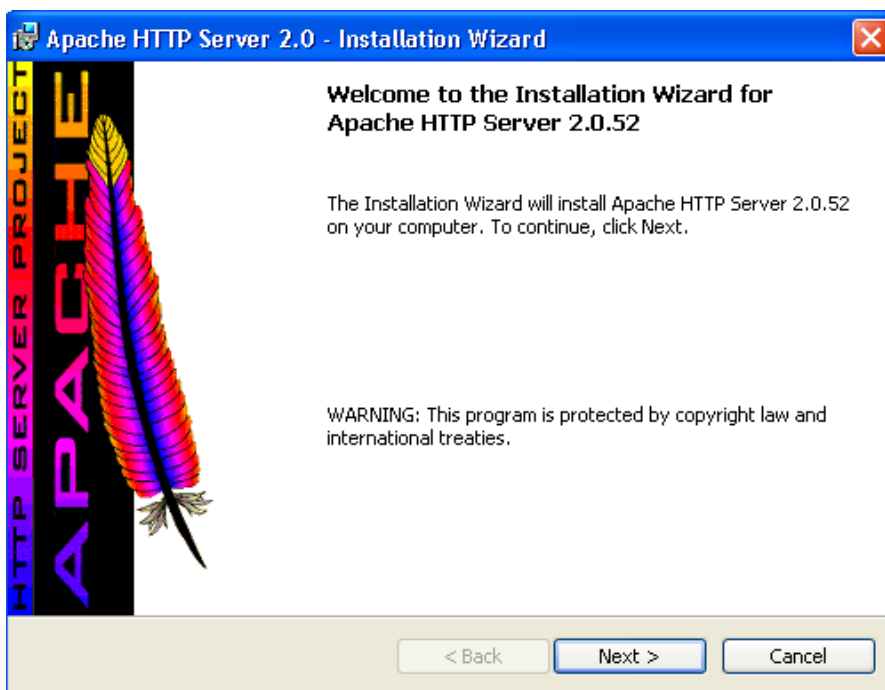 Apache HTTP Server 2.0 - Installation Wizard
HTTP SERVER PROJECT
APACHE
Welcome to the Installation Wizard for
Apache HTTP Server 2.0.52
The Installation Wizard will install Apache HTTP Server 2.0.52
on your computer. To continue, click Next.
WARNING: This program is protected by copyright law and
international treaties.
< Back
Next >
Cancel